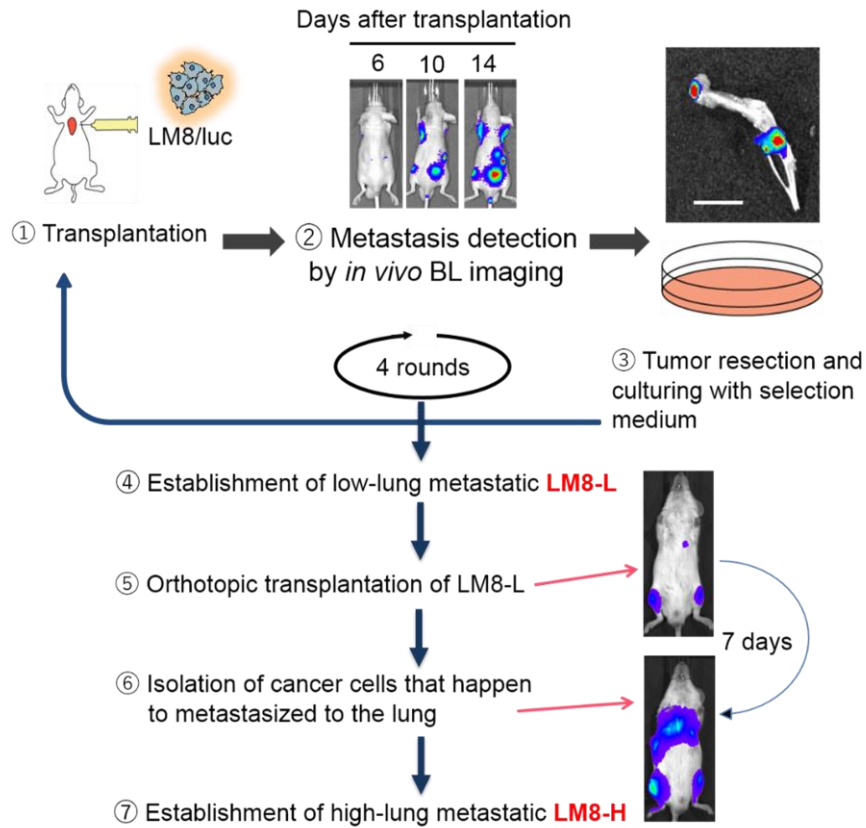 Days after transplantation
6 10 14
LM8/luc
① Transplantation
② Metastasis detection
by in vivo BL imaging
③ Tumor resection and
culturing with selection
medium
4 rounds
④ Establishment of low-lung metastatic LM8-L
⑤ Orthotopic transplantation of LM8-L
7 days
⑥ Isolation of cancer cells that happen
to metastasized to the lung
⑦ Establishment of high-lung metastatic LM8-H